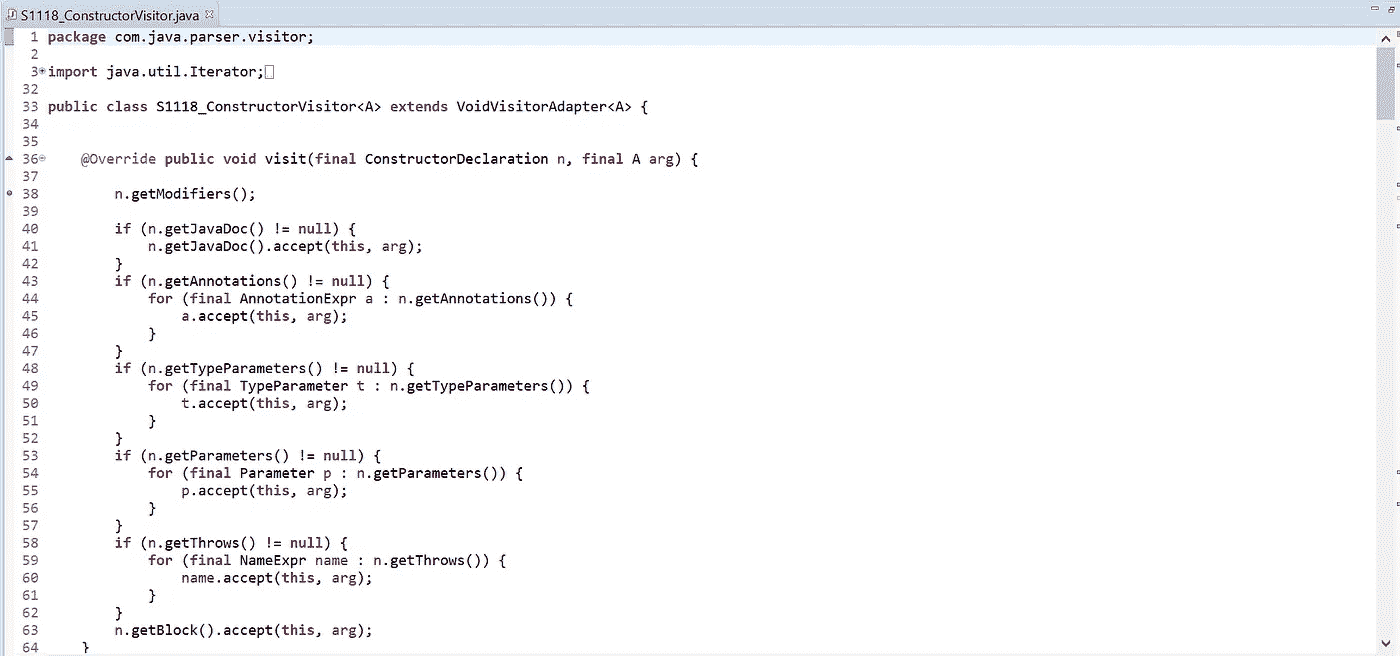 S1118_ConstructorVisitor.java
1 package com.java.parser.visitor;
2
3 import java.util.Iterator;
32
33 public class S1118_ConstructorVisitor<A> extends VoidVisitorAdapter<A> {
34
35
36 @Override public void visit(final ConstructorDeclaration n, final A arg) {
37
38 n.getModifiers();
39
40 if (n.getJavaDoc() != null) {
41 n.getJavaDoc().accept(this, arg);
42 }
43 if (n.getAnnotations() != null) {
44 for (final AnnotationExpr a : n.getAnnotations()) {
45 a.accept(this, arg);
46 }
47 }
48 if (n.getTypeParameters() != null) {
49 for (final TypeParameter t : n.getTypeParameters()) {
50 t.accept(this, arg);
51 }
52 }
53 if (n.getParameters() != null) {
54 for (final Parameter p : n.getParameters()) {
55 p.accept(this, arg);
56 }
57 }
58 if (n.getThrows() != null) {
59 for (final NameExpr name : n.getThrows()) {
60 name.accept(this, arg);
61 }
62 }
63 n.getBlock().accept(this, arg);
64 }